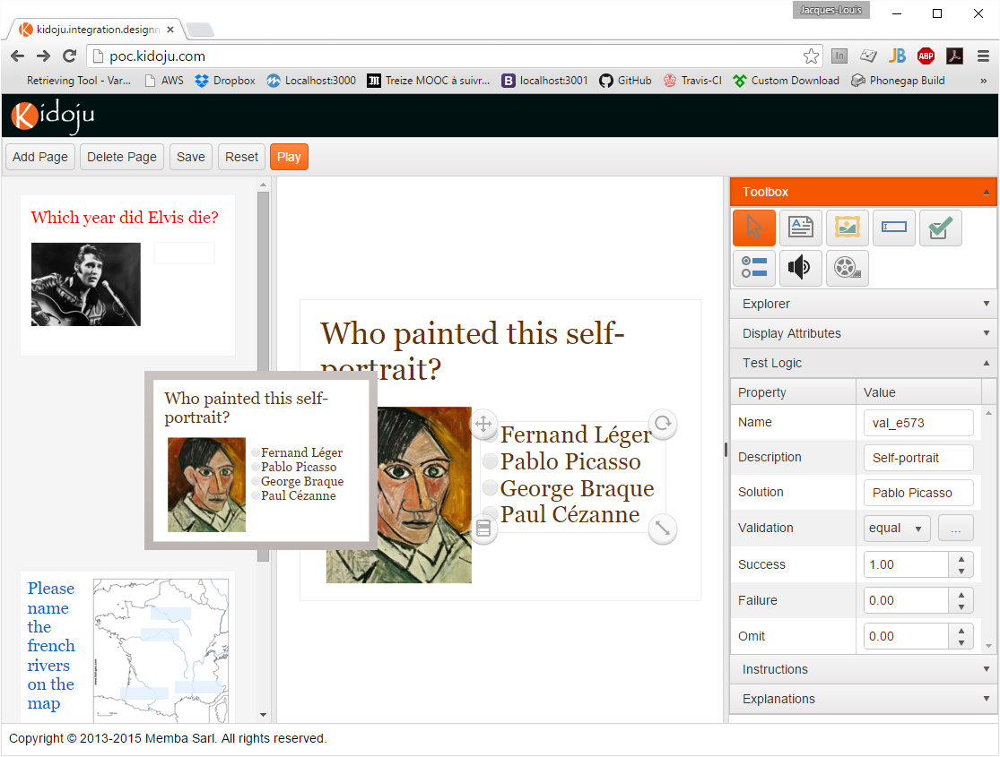 Jacques-Louis
kidoju.integration.designn
poc.kidoju.com
In
JB
ABP
Retrieving Tool - Var...
AWS
Dropbox
Localhost:3000
Treize MOOC à suivr...
B
localhost:3001
GitHub
Travis-CI
Custom Download
Phonegap Build
»
Kidoju
Add Page
Delete Page
Save
Reset
Play
Which year did Elvis die?
Who painted this self-
portrait?
Fernand Léger
Pablo Picasso
George Braque
Paul Cézanne
Please
name
the
french
rivers
on the
map
Who painted this self-
portrait?
Fernand Léger
Pablo Picasso
George Braque
Paul Cézanne
Toolbox
A
Explorer
Display Attributes
Test Logic
Property Value
Name val_e573
Description Self-portrait
Solution Pablo Picasso
Validation equal ...
Success 1.00
Failure 0.00
Omit 0.00
Instructions
Explanations
Copyright © 2013-2015 Memba Sarl. All rights reserved.